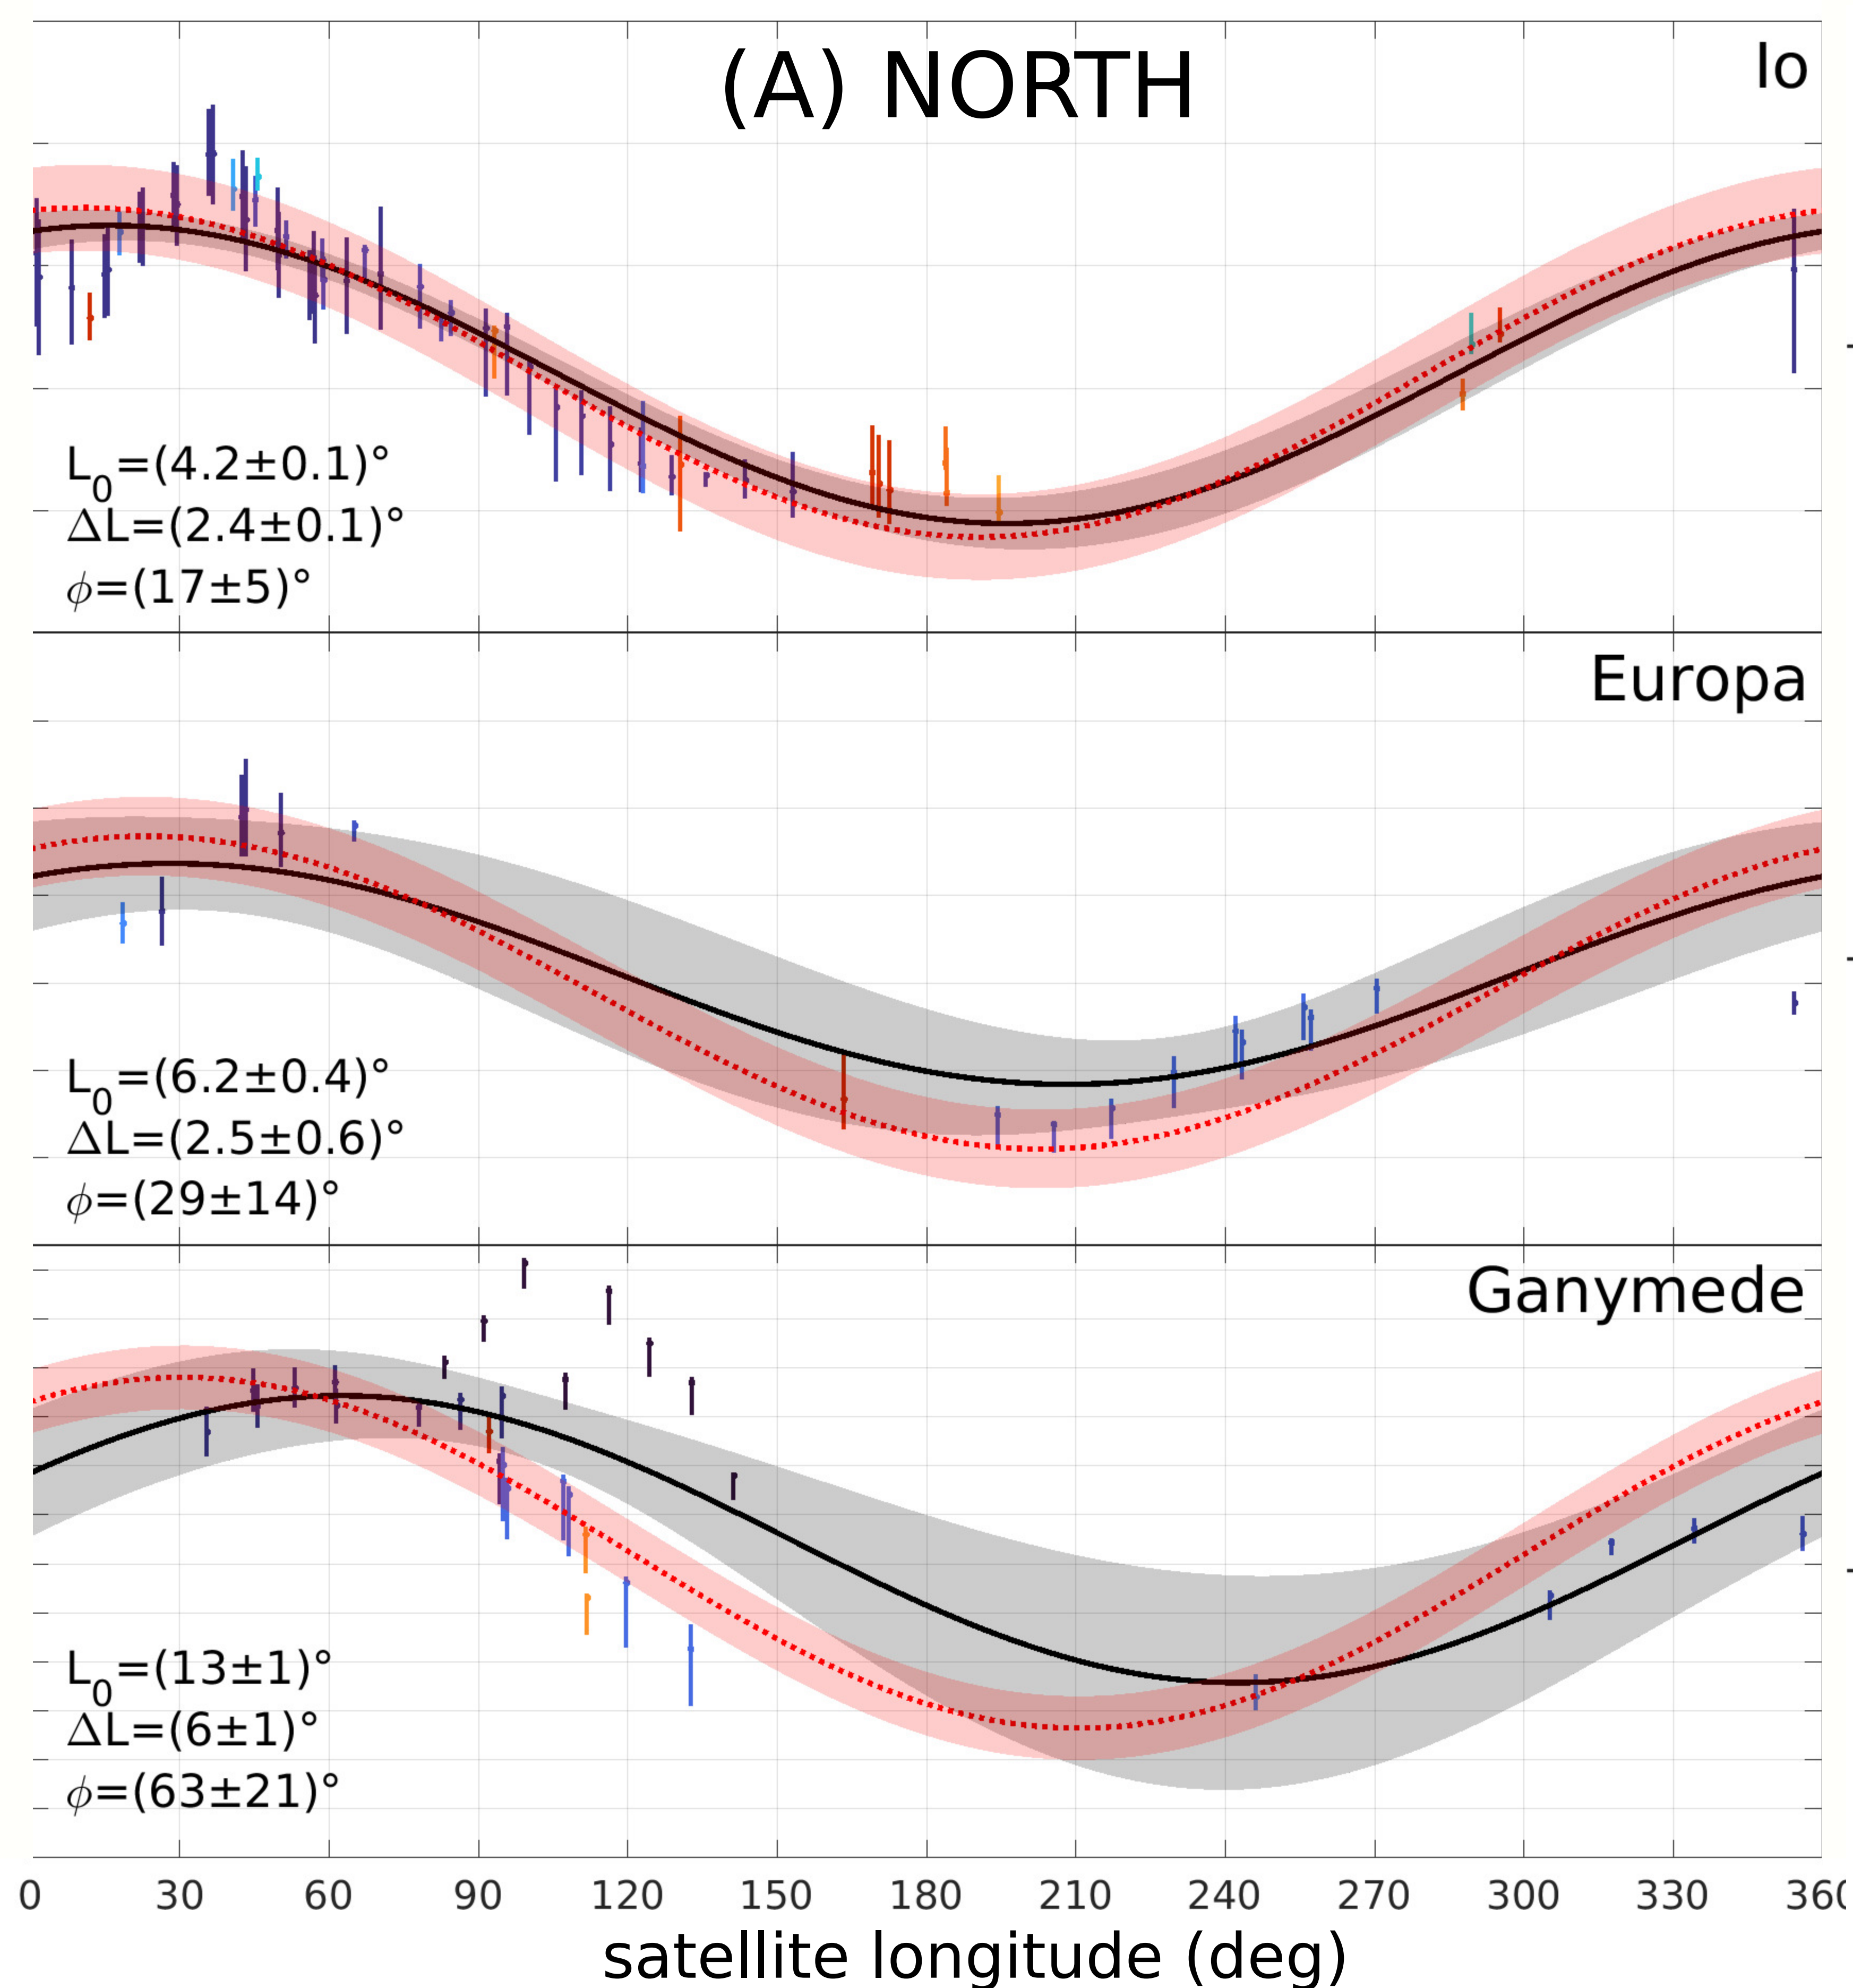 (A) NORTH
Io
L₀=(4.2±0.1)°
ΔL=(2.4±0.1)°
ϕ=(17±5)°
Europa
L₀=(6.2±0.4)°
ΔL=(2.5±0.6)°
ϕ=(29±14)°
Ganymede
L₀=(13±1)°
ΔL=(6±1)°
ϕ=(63±21)°
0 30 60 90 120 150 180 210 240 270 300 330 360
satellite longitude (deg)